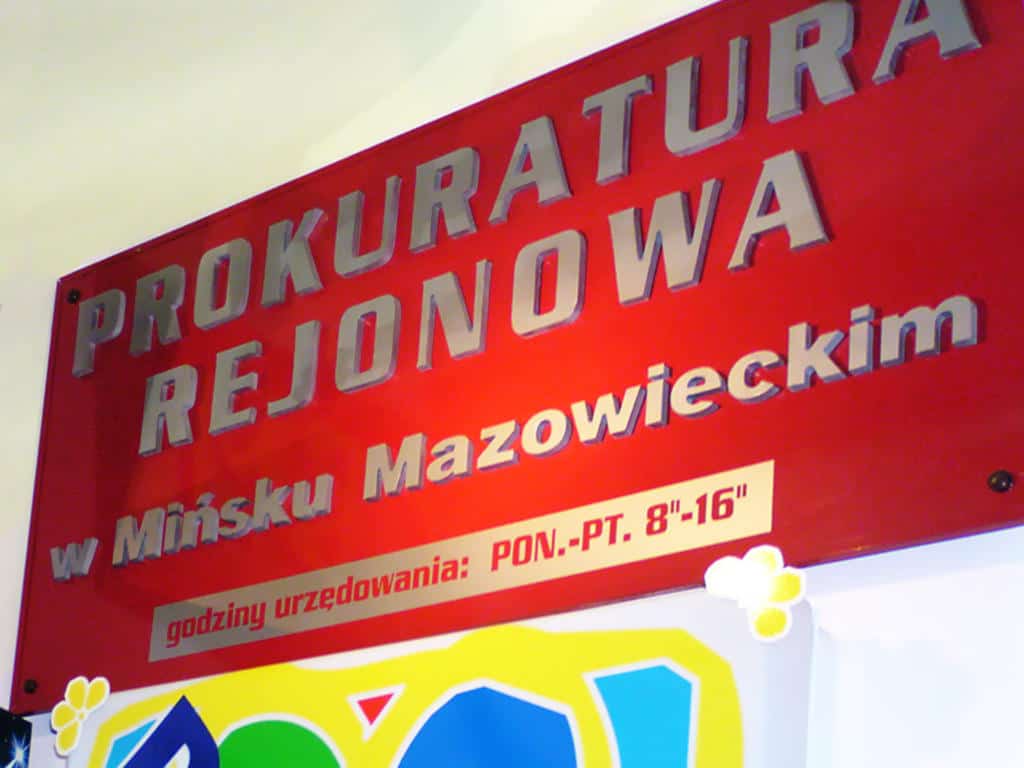 PROKURATURA
REJONOWA
w Mińsku Mazowieckim
godziny urzędowania: PON.-PT. 8"-16"